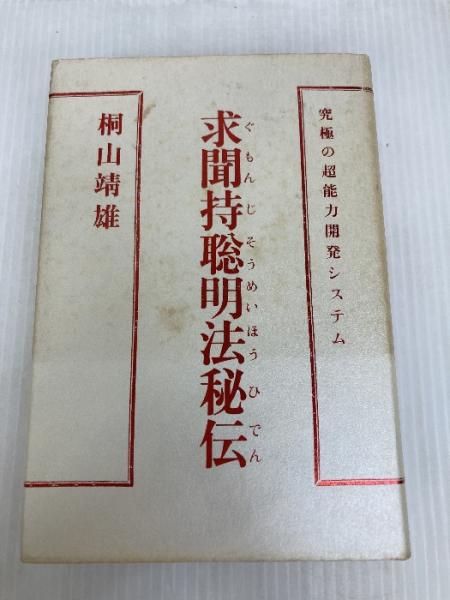 究極の超能力開発システム
求聞持聡明法秘伝
ぐもんじそうめいほうひでん
桐山靖雄